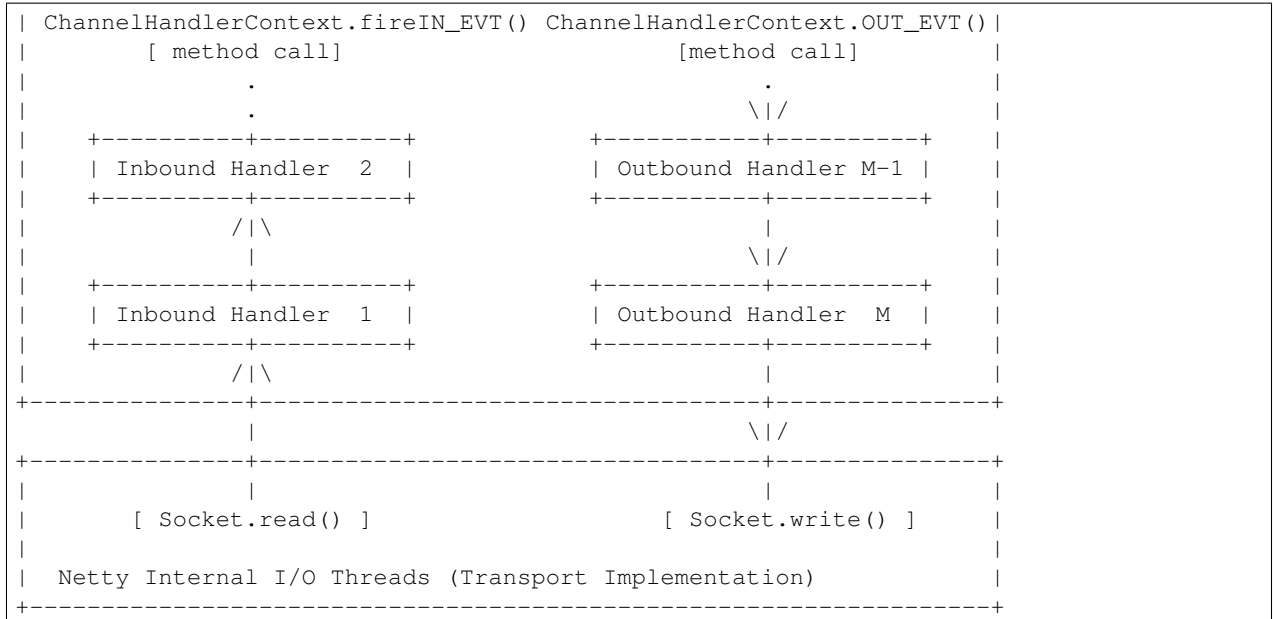 | ChannelHandlerContext.fireIN_EVT() ChannelHandlerContext.OUT_EVT()|
|        [ method call]                       [method call]         |
|               .                                   .               |
|               .                                  \|/              |
|    +----------+----------+            +-----------+----------+    |
|    | Inbound Handler  2  |            | Outbound Handler M-1 |    |
|    +----------+----------+            +-----------+----------+    |
|              /|\                                  |               |
|               |                                  \|/              |
|    +----------+----------+            +-----------+----------+    |
|    | Inbound Handler  1  |            | Outbound Handler  M  |    |
|    +----------+----------+            +-----------+----------+    |
|              /|\                                  |               |
+---------------+-----------------------------------+---------------+
                |                                  \|/
+---------------+-----------------------------------+---------------+
|               |                                   |               |
|       [ Socket.read() ]                    [ Socket.write() ]     |
|                                                                   |
|  Netty Internal I/O Threads (Transport Implementation)            |
+-------------------------------------------------------------------+